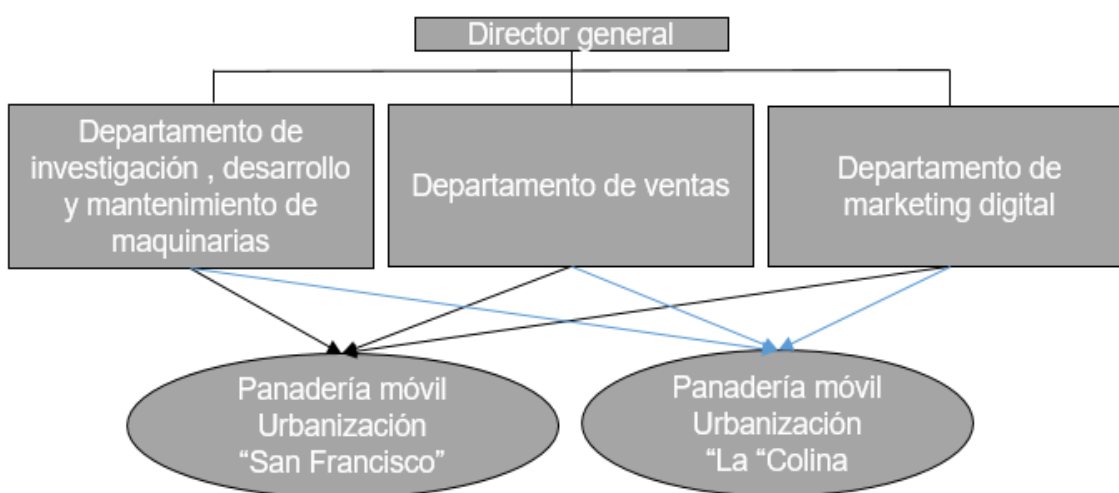 Director general
Departamento de
investigación , desarrollo
y mantenimiento de
maquinarias
Departamento de ventas
Departamento de
marketing digital
Panadería móvil
Urbanización
“San Francisco”
Panadería móvil
Urbanización
“La “Colina